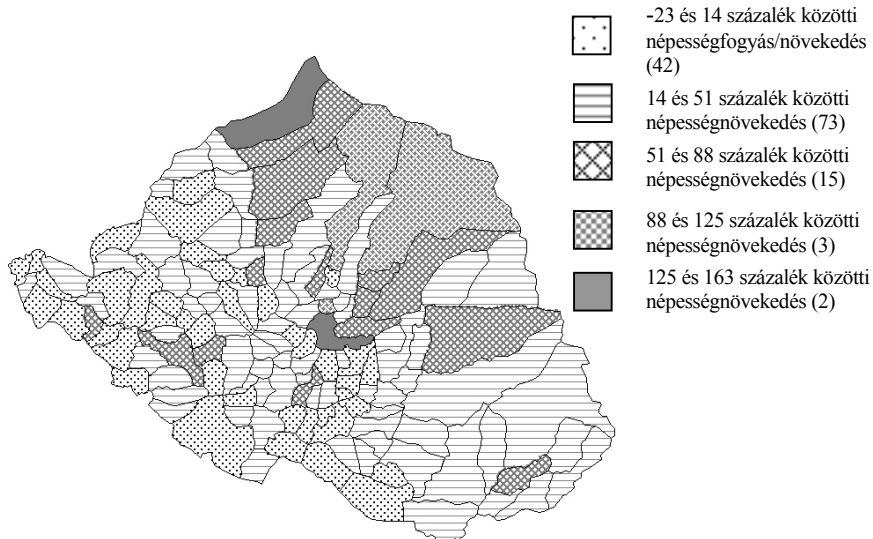 -23 és 14 százalék közötti
népességfogyás/növekedés
(42)
14 és 51 százalék közötti
népességnövekedés (73)
51 és 88 százalék közötti
népességnövekedés (15)
88 és 125 százalék közötti
népességnövekedés (3)
125 és 163 százalék közötti
népességnövekedés (2)